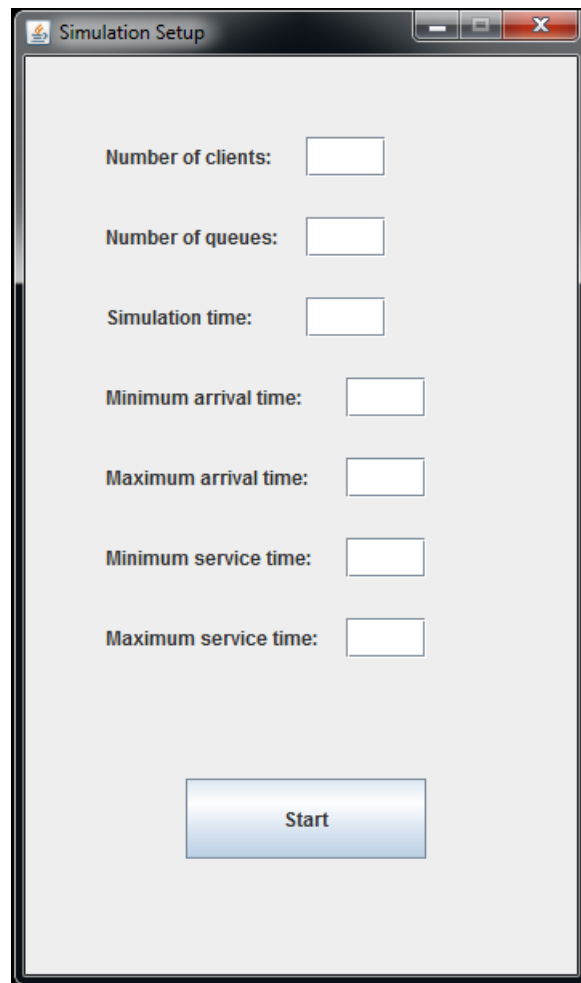 Simulation Setup
Number of clients:
Number of queues:
Simulation time:
Minimum arrival time:
Maximum arrival time:
Minimum service time:
Maximum service time:
Start